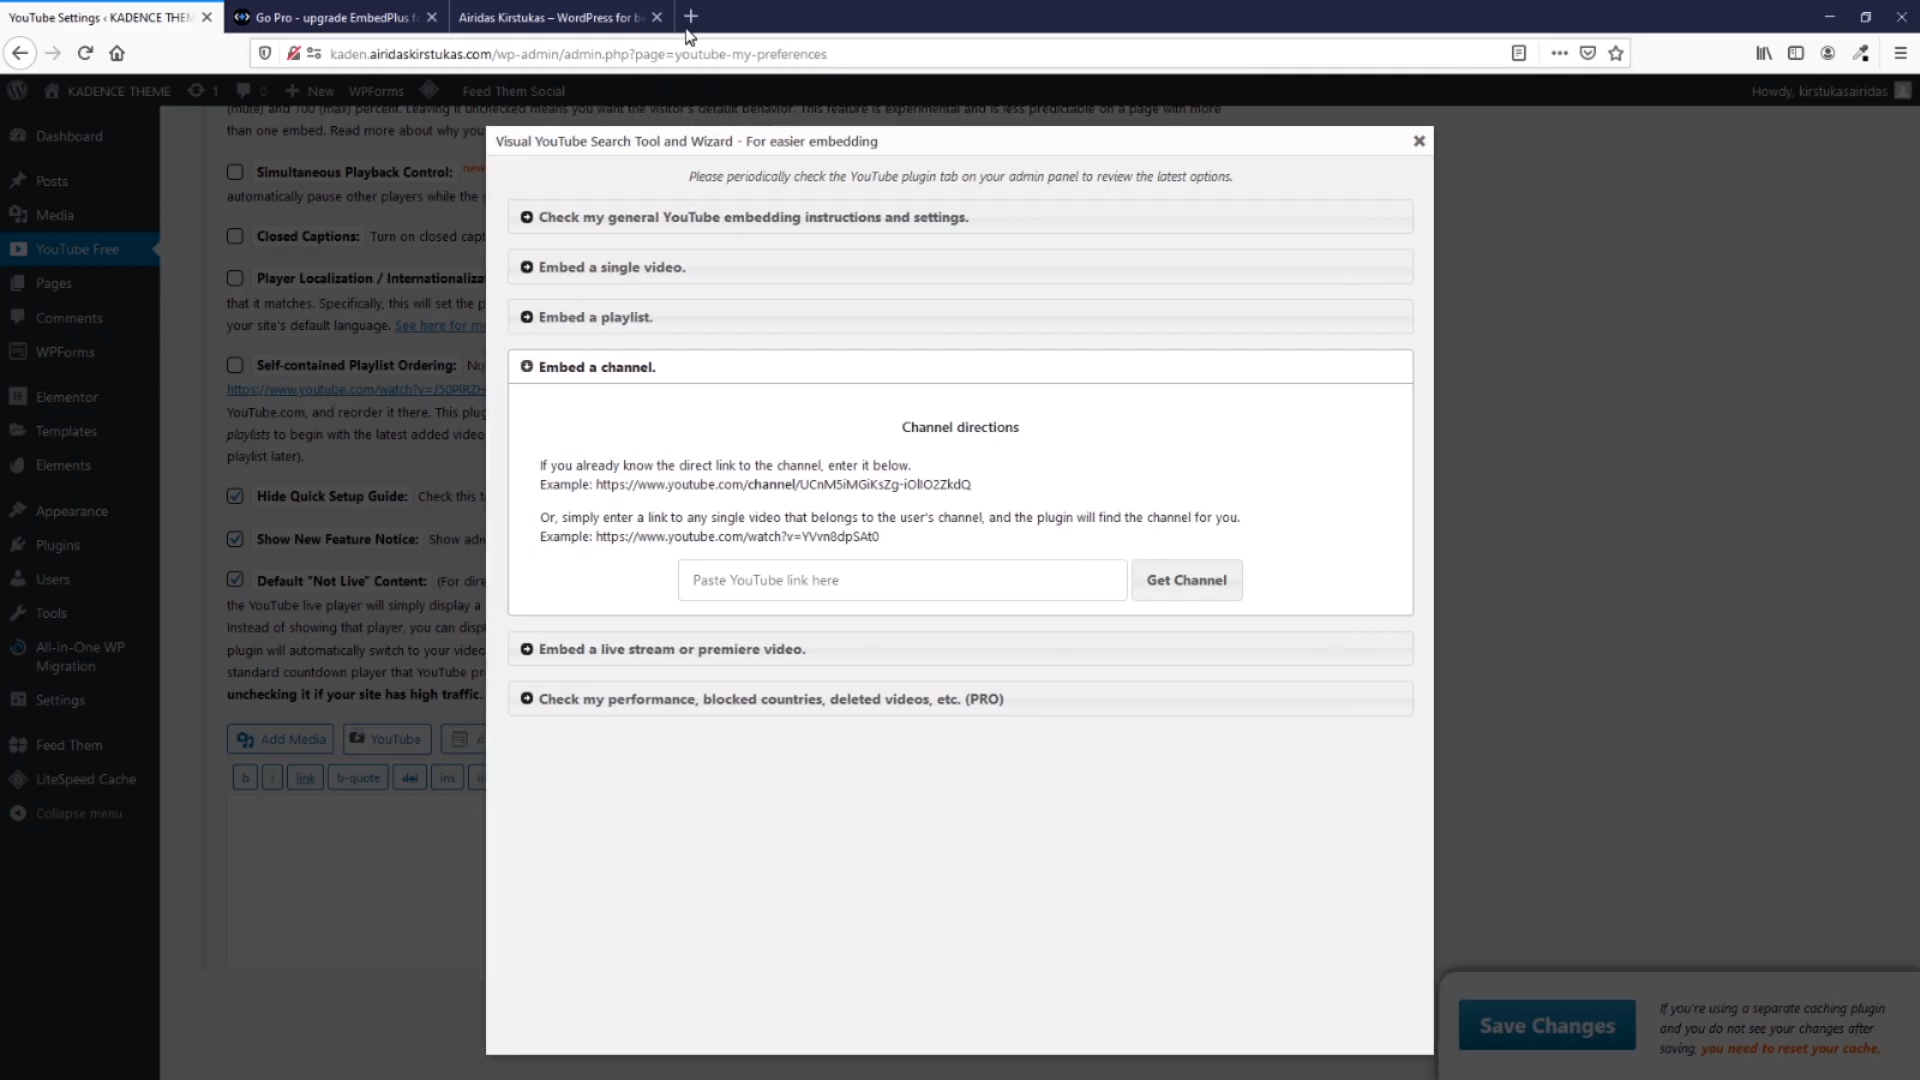 YouTube Settings ‹ KADENCE THEM
Go Pro - upgrade EmbedPlus f
Airidas Kirstukas – WordPress for b
kaden.airidaskirstukas.com/wp-admin/admin.php?page=youtube-my-preferences
KADENCE THEME
1
0
New
WPForms
Feed Them Social
Howdy, kirstukasairidas
Dashboard
Posts
Media
YouTube Free
Pages
Comments
WPForms
Elementor
Templates
Elements
Appearance
Plugins
Users
Tools
All-in-One WP
Migration
Settings
Feed Them
LiteSpeed Cache
Collapse menu
(mute) and 100 (max) percent. Leaving it unchecked means you want the visitor's default behavior. This feature is experimental and is less predictable on a page with more
than one embed. Read more about why you
Simultaneous Playback Control: new
automatically pause other players while the
Closed Captions: Turn on closed capt
Player Localization / Internationaliza
that it matches. Specifically, this will set the p
your site's default language. See here for m
Self-contained Playlist Ordering: No
https://www.youtube.com/watch?v=J50PlRZH
YouTube.com, and reorder it there. This plug
playlists to begin with the latest added video
playlist later).
Hide Quick Setup Guide: Check this t
Show New Feature Notice: Show adm
Default "Not Live" Content: (For dire
the YouTube live player will simply display a
Instead of showing that player, you can disp
plugin will automatically switch to your video
standard countdown player that YouTube pr
unchecking it if your site has high traffic.
Add Media
YouTube
b
i
link
b-quote
del
ins
Visual YouTube Search Tool and Wizard - For easier embedding
Please periodically check the YouTube plugin tab on your admin panel to review the latest options.
Check my general YouTube embedding instructions and settings.
Embed a single video.
Embed a playlist.
Embed a channel.
Channel directions
If you already know the direct link to the channel, enter it below.
Example: https://www.youtube.com/channel/UCnM5iMGiKsZg-iOlIO2ZkdQ
Or, simply enter a link to any single video that belongs to the user's channel, and the plugin will find the channel for you.
Example: https://www.youtube.com/watch?v=YVvn8dpSAt0
Paste YouTube link here
Get Channel
Embed a live stream or premiere video.
Check my performance, blocked countries, deleted videos, etc. (PRO)
Save Changes
If you're using a separate caching plugin
and you do not see your changes after
saving, you need to reset your cache.